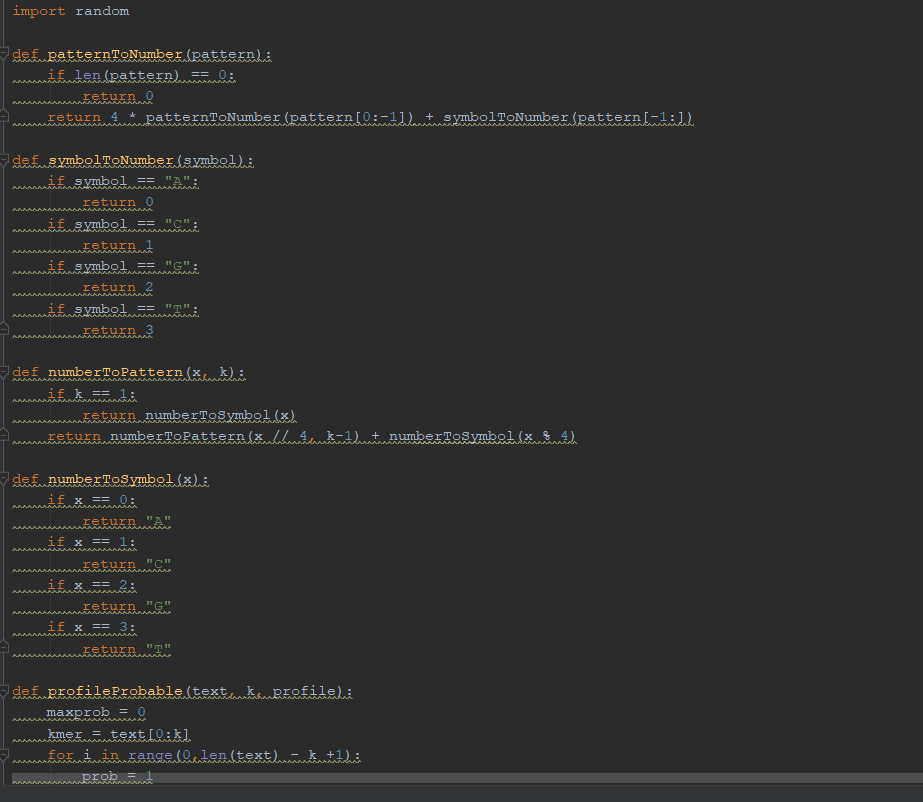 import random
def patternToNumber(pattern):
    if len(pattern) == 0:
        return 0
    return 4 * patternToNumber(pattern[0:-1]) + symbolToNumber(pattern[-1:])
def symbolToNumber(symbol):
    if symbol == "A":
        return 0
    if symbol == "C":
        return 1
    if symbol == "G":
        return 2
    if symbol == "T":
        return 3
def numberToPattern(x, k):
    if k == 1:
        return numberToSymbol(x)
    return numberToPattern(x // 4, k-1) + numberToSymbol(x % 4)
def numberToSymbol(x):
    if x == 0:
        return "A"
    if x == 1:
        return "C"
    if x == 2:
        return "G"
    if x == 3:
        return "T"
def profileProbable(text, k, profile):
    maxprob = 0
    kmer = text[0:k]
    for i in range(0,len(text) - k +1):
        prob = 1